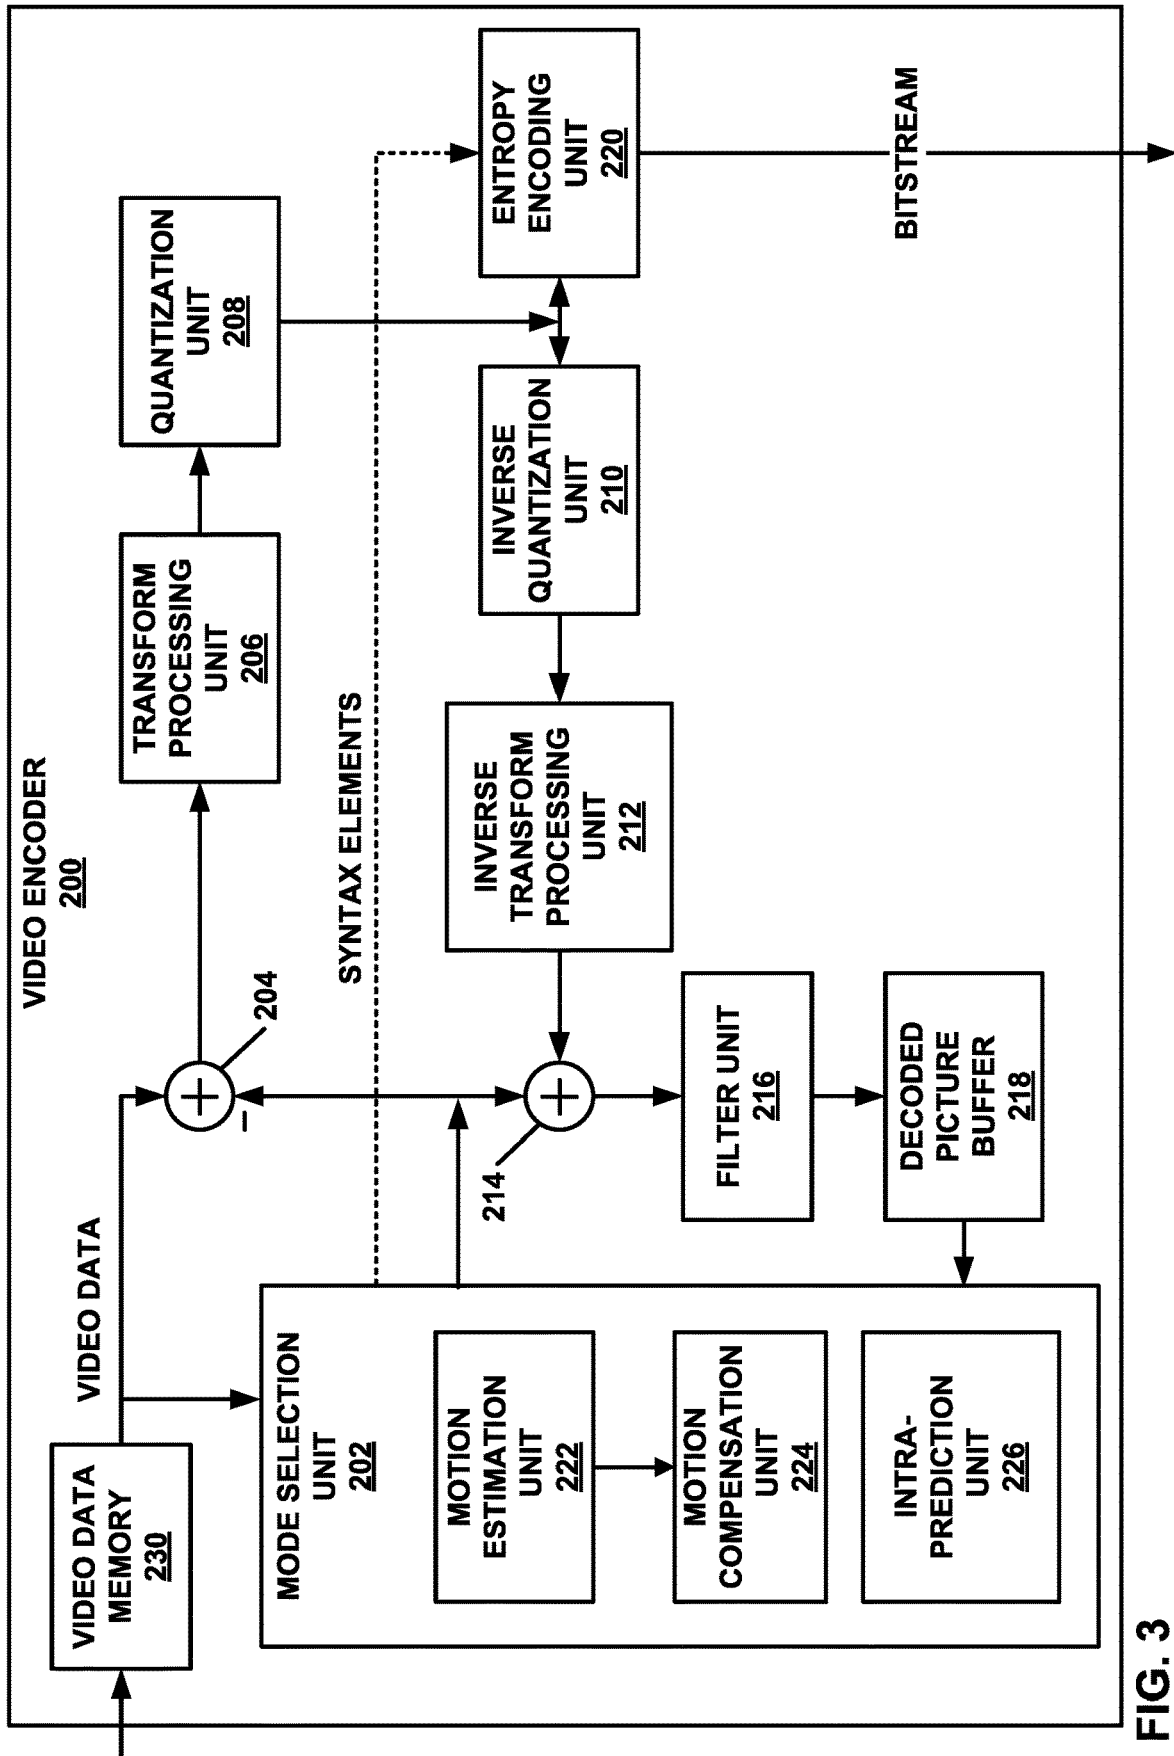 VIDEO ENCODER
200
VIDEO DATA
MEMORY
230
VIDEO DATA
204
–
TRANSFORM
PROCESSING
UNIT
206
QUANTIZATION
UNIT
208
SYNTAX ELEMENTS
MODE SELECTION
UNIT
202
MOTION
ESTIMATION
UNIT
222
MOTION
COMPENSATION
UNIT
224
INTRA-
PREDICTION
UNIT
226
214
INVERSE
TRANSFORM
PROCESSING
UNIT
212
INVERSE
QUANTIZATION
UNIT
210
ENTROPY
ENCODING
UNIT
220
FILTER UNIT
216
DECODED
PICTURE
BUFFER
218
BITSTREAM
FIG. 3